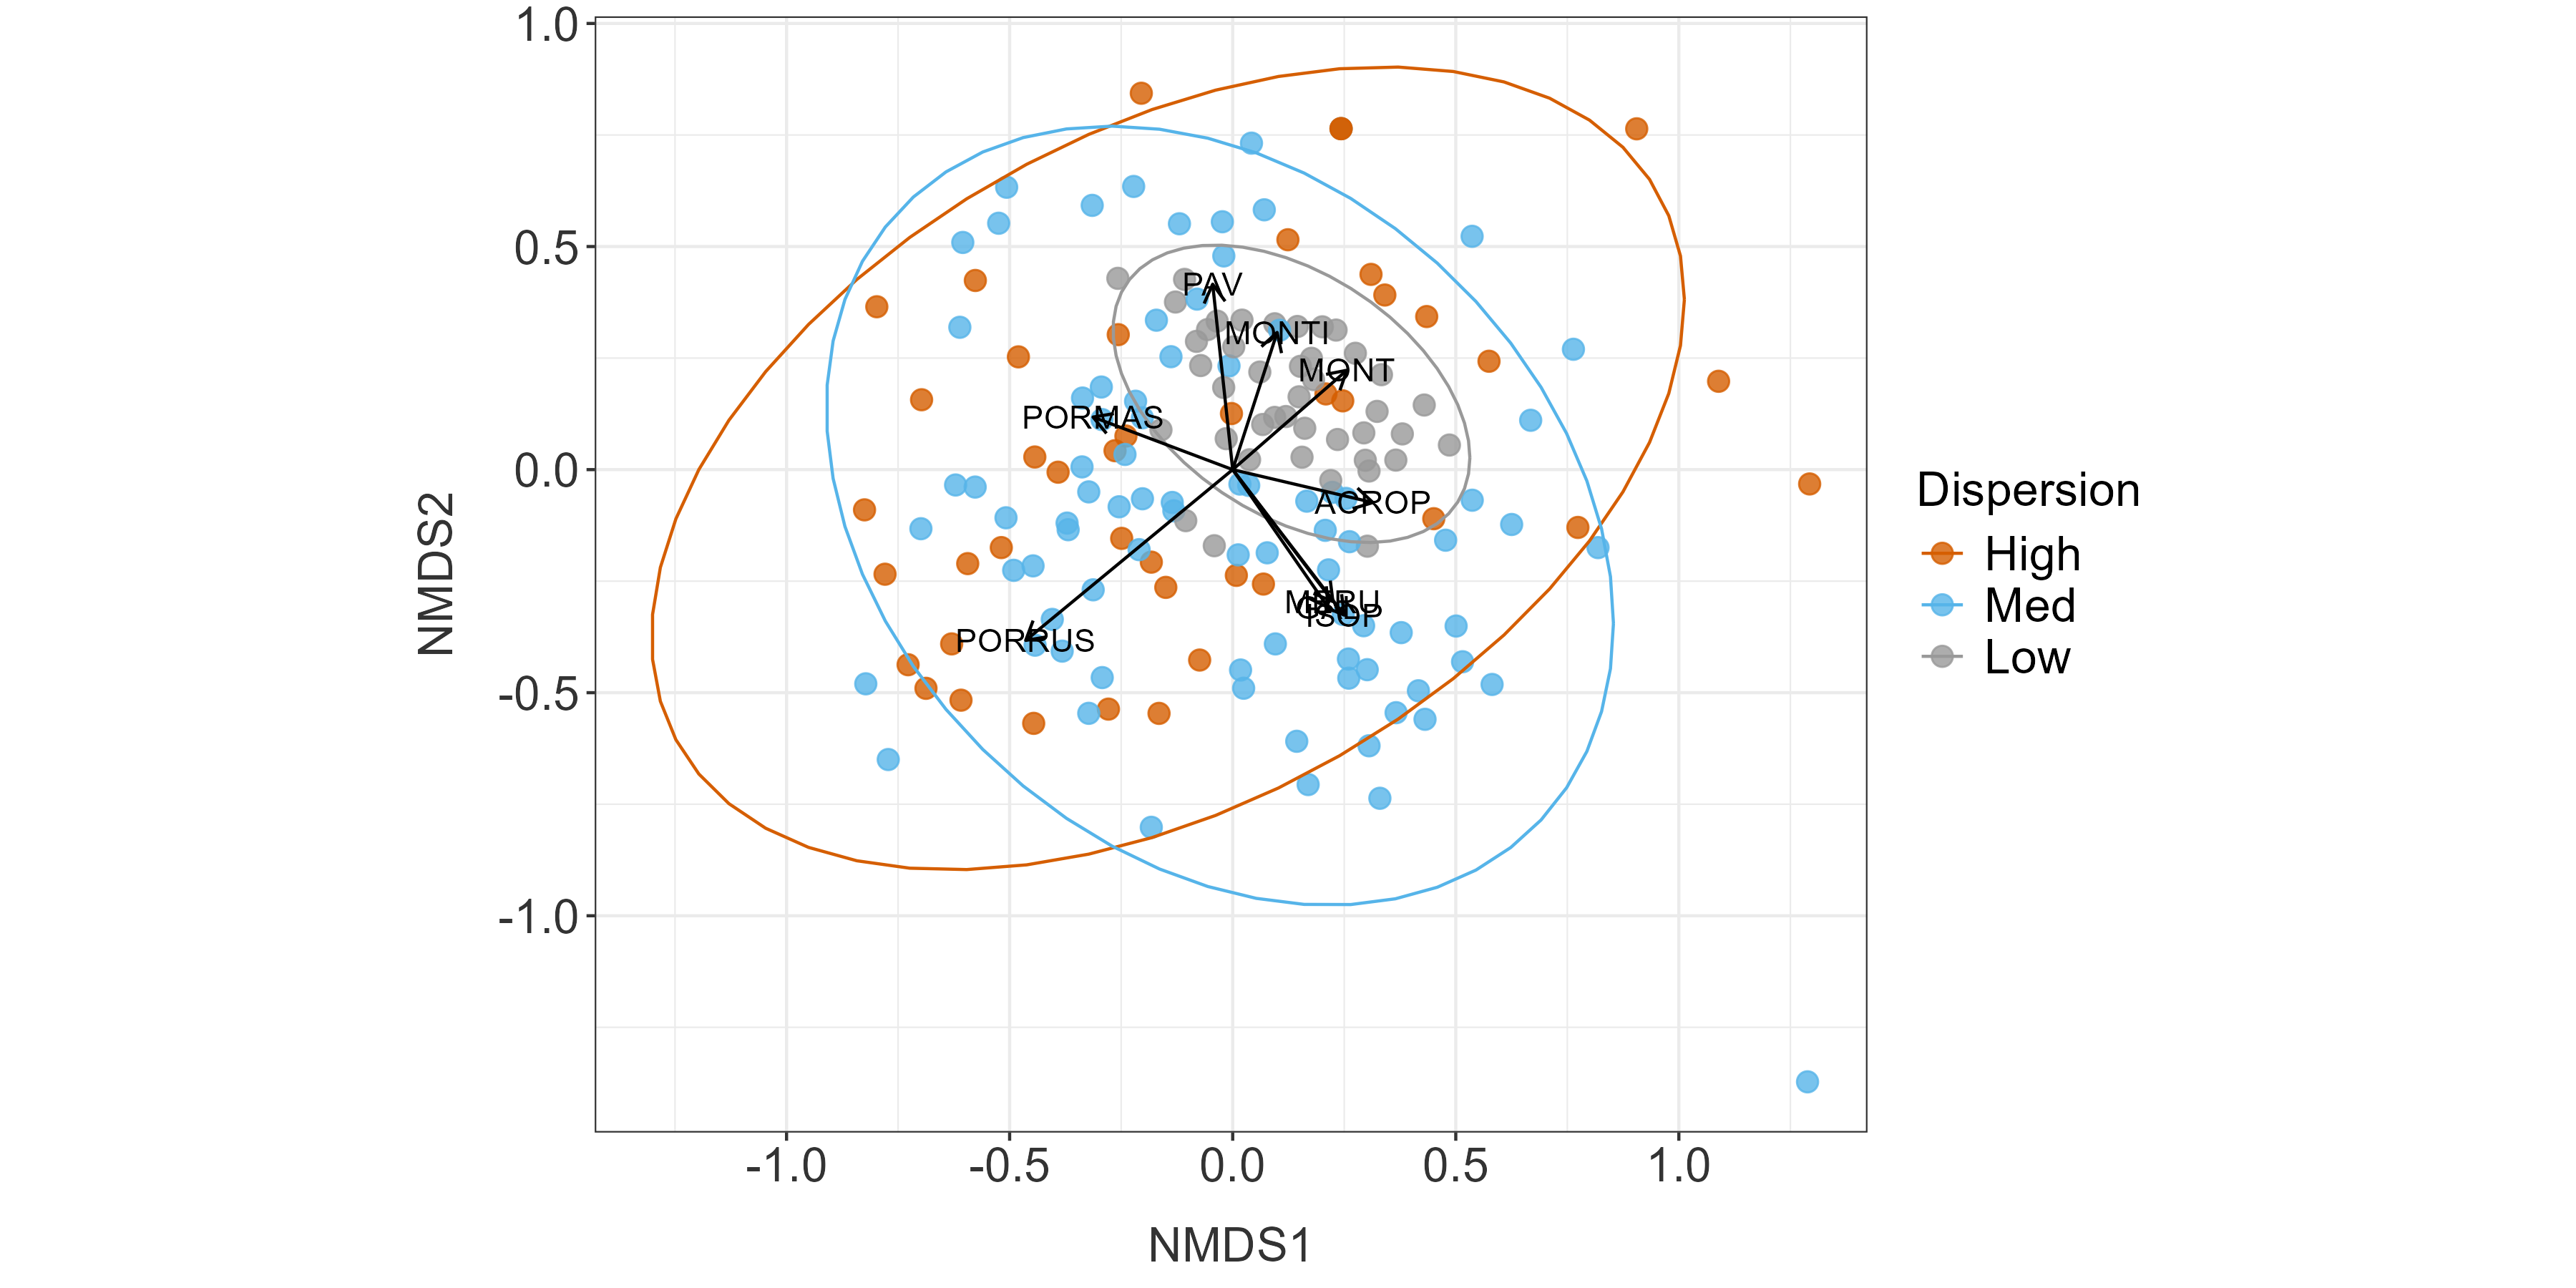 1.0
0.5
0.0
-0.5
-1.0
NMDS2
-1.0
-0.5
0.0
0.5
1.0
NMDS1
PAV
MONTI
MONT
PORMAS
ACROP
ISOP
PORRUS
Dispersion
High
Med
Low